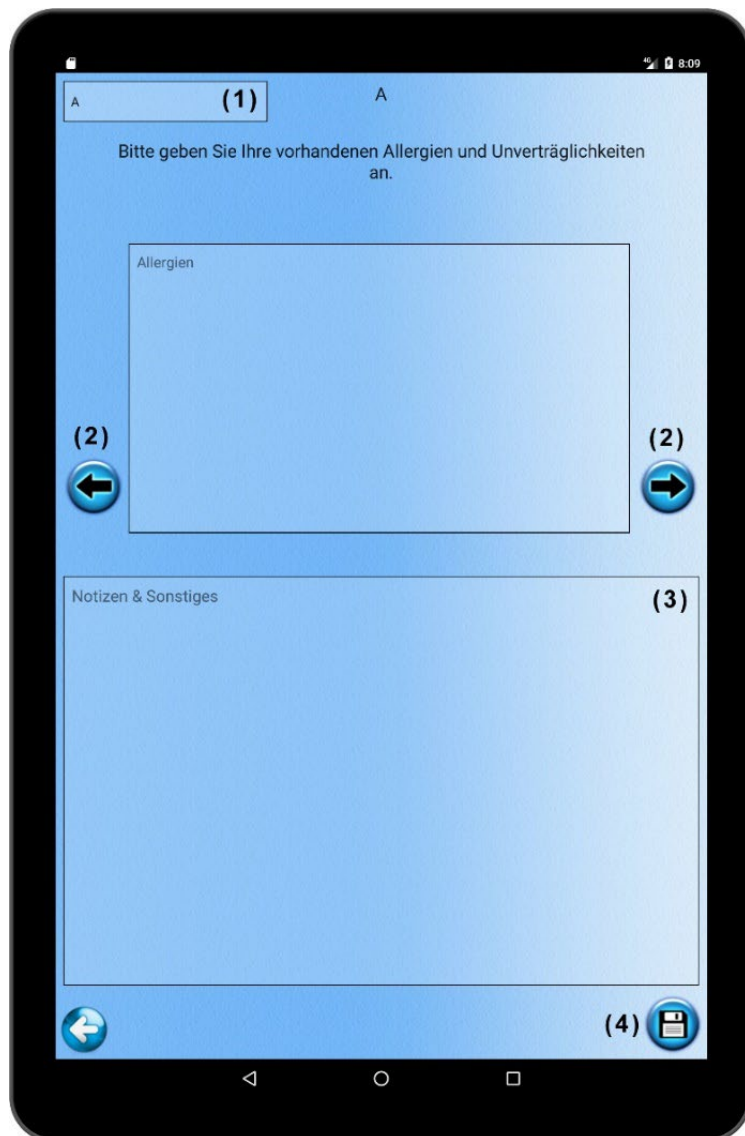 4G 8:09
A (1) A
Bitte geben Sie Ihre vorhandenen Allergien und Unverträglichkeiten
an.
Allergien
(2) (2)
Notizen & Sonstiges (3)
(4)